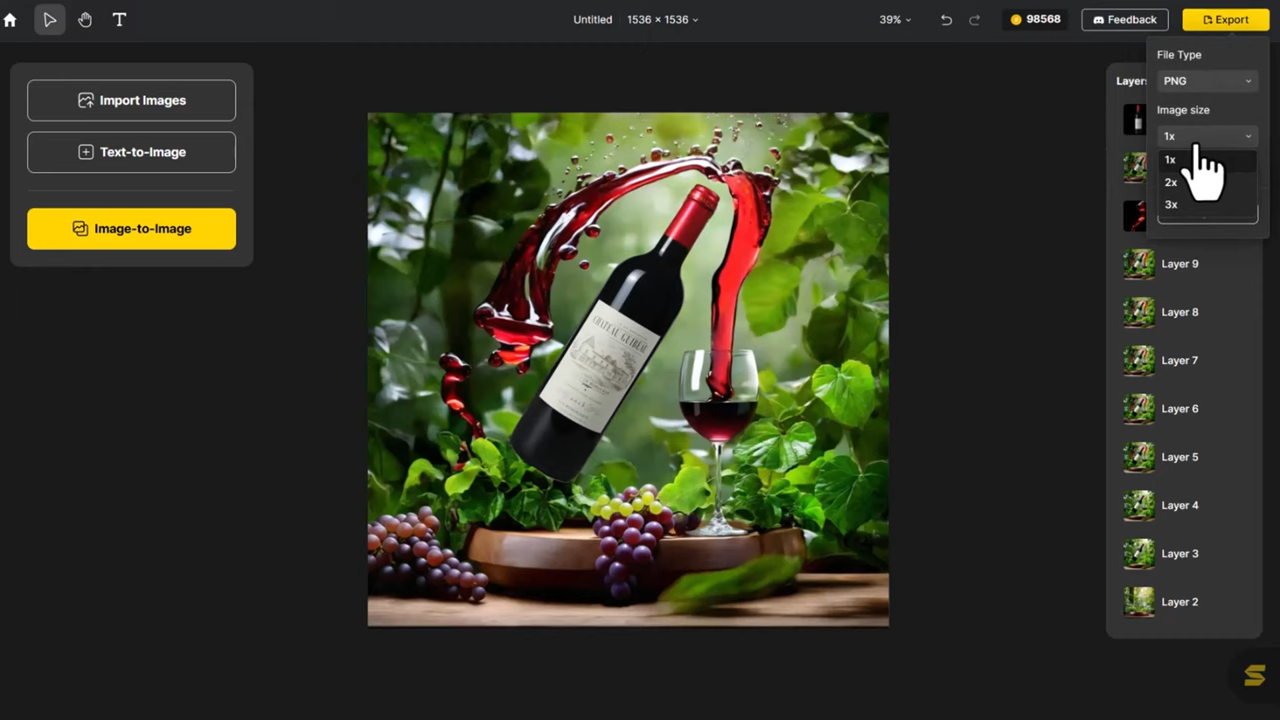 Untitled
1536 × 1536
39%
98568
Feedback
Export
Import Images
Text-to-Image
Image-to-Image
File Type
PNG
Image size
1x
1x
2x
3x
Layers
Layer 9
Layer 8
Layer 7
Layer 6
Layer 5
Layer 4
Layer 3
Layer 2
CHATEAU GUIBEAU